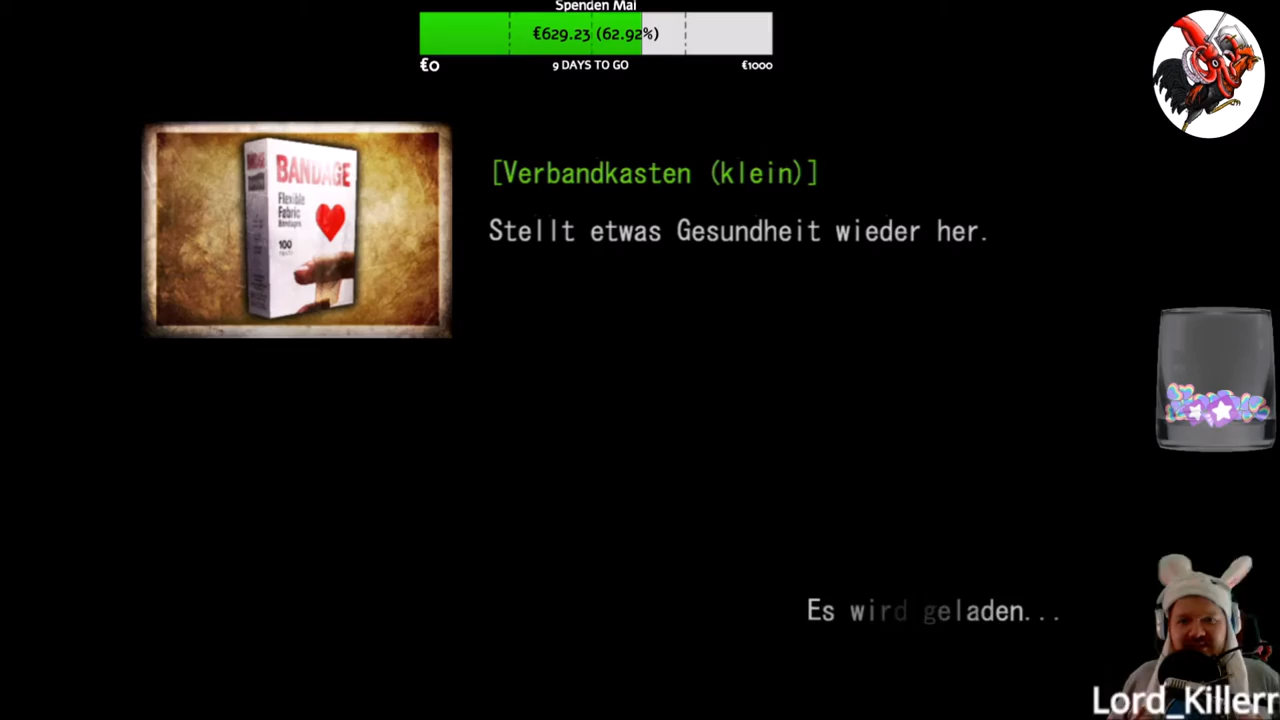 Spenden Mai
€629.23 (62.92%)
€0
9 DAYS TO GO
€1000
BANDAGE
Flexible
Fabric
Bandages
100
[Verbandkasten (klein)]
Stellt etwas Gesundheit wieder her.
Es wird geladen...
Lord_Killerr